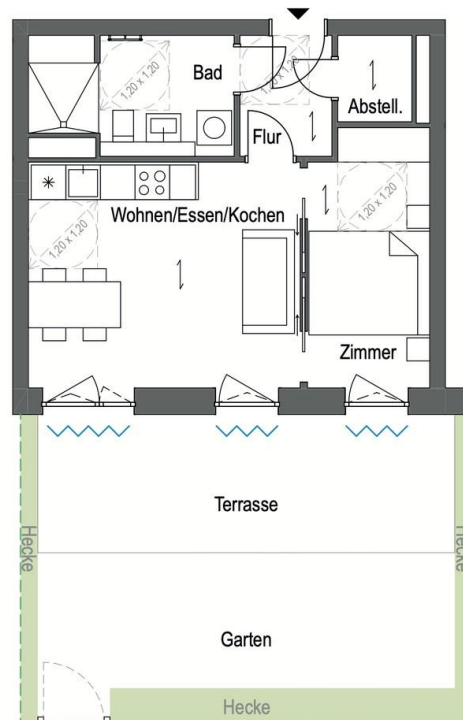 1,20 x 1,20
Bad
1,20 x 1,20
Abstell.
Flur
Wohnen/Essen/Kochen
1,20 x 1,20
1,20 x 1,20
Zimmer
Terrasse
Hecke
Hecke
Garten
Hecke